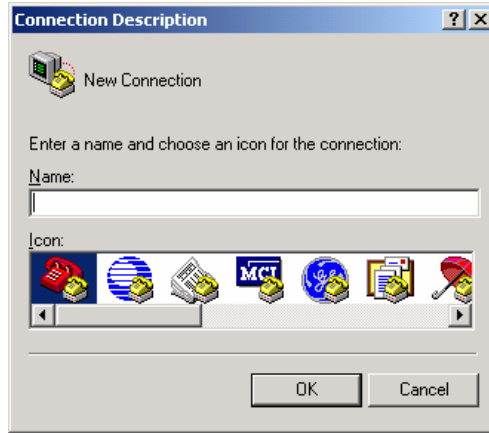 Connection Description
New Connection
Enter a name and choose an icon for the connection:
Name:
Icon:
MCI
OK Cancel